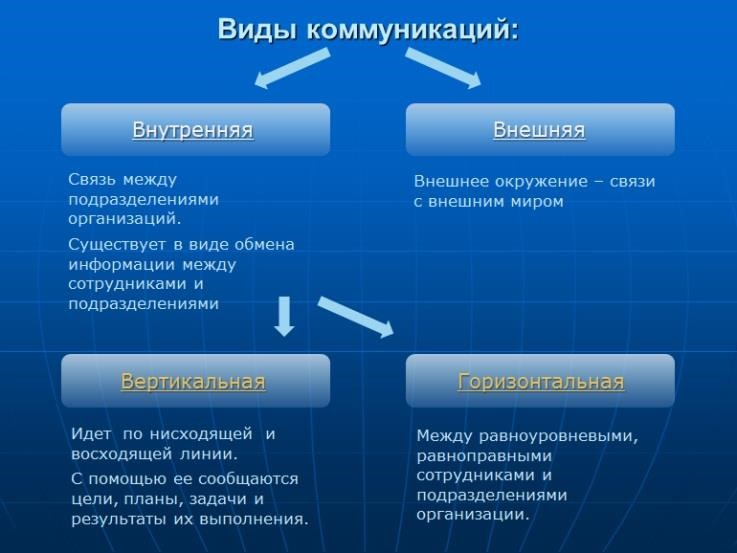 Виды коммуникаций:
Внутренняя
Связь между
подразделениями
организаций.
Существует в виде обмена
информации между
сотрудниками и
подразделениями
Внешняя
Внешнее окружение – связи
с внешним миром
Вертикальная
Идет по нисходящей и
восходящей линии.
С помощью ее сообщаются
цели, планы, задачи и
результаты их выполнения.
Горизонтальная
Между равноуровневыми,
равноправными
сотрудниками и
подразделениями
организации.